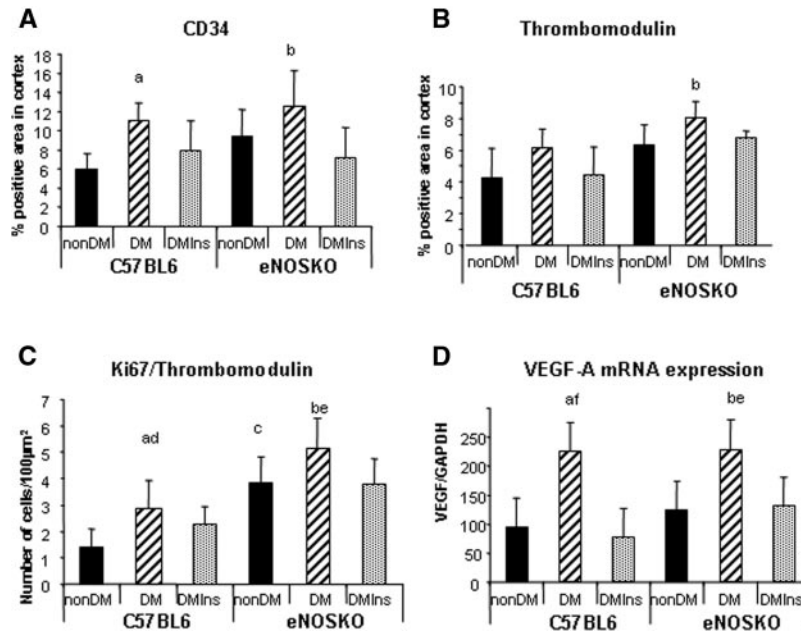 A
CD34
% positive area in cortex
18
16
14
12
10
8
6
4
2
0
a
b
nonDM DM DMIns nonDM DM DMIns
C57BL6 eNOSKO
B
Thrombomodulin
% positive area in cortex
10
8
6
4
2
0
b
nonDM DM DMIns nonDM DM DMIns
C57BL6 eNOSKO
C
Ki67/Thrombomodulin
Number of cells/100µm²
7
6
5
4
3
2
1
0
ad
c
be
nonDM DM DMIns nonDM DM DMIns
C57BL6 eNOSKO
D
VEGF-A mRNA expression
VEGF/GAPDH
250
200
150
100
50
0
af
be
nonDM DM DMIns nonDM DM DMIns
C57BL6 eNOSKO